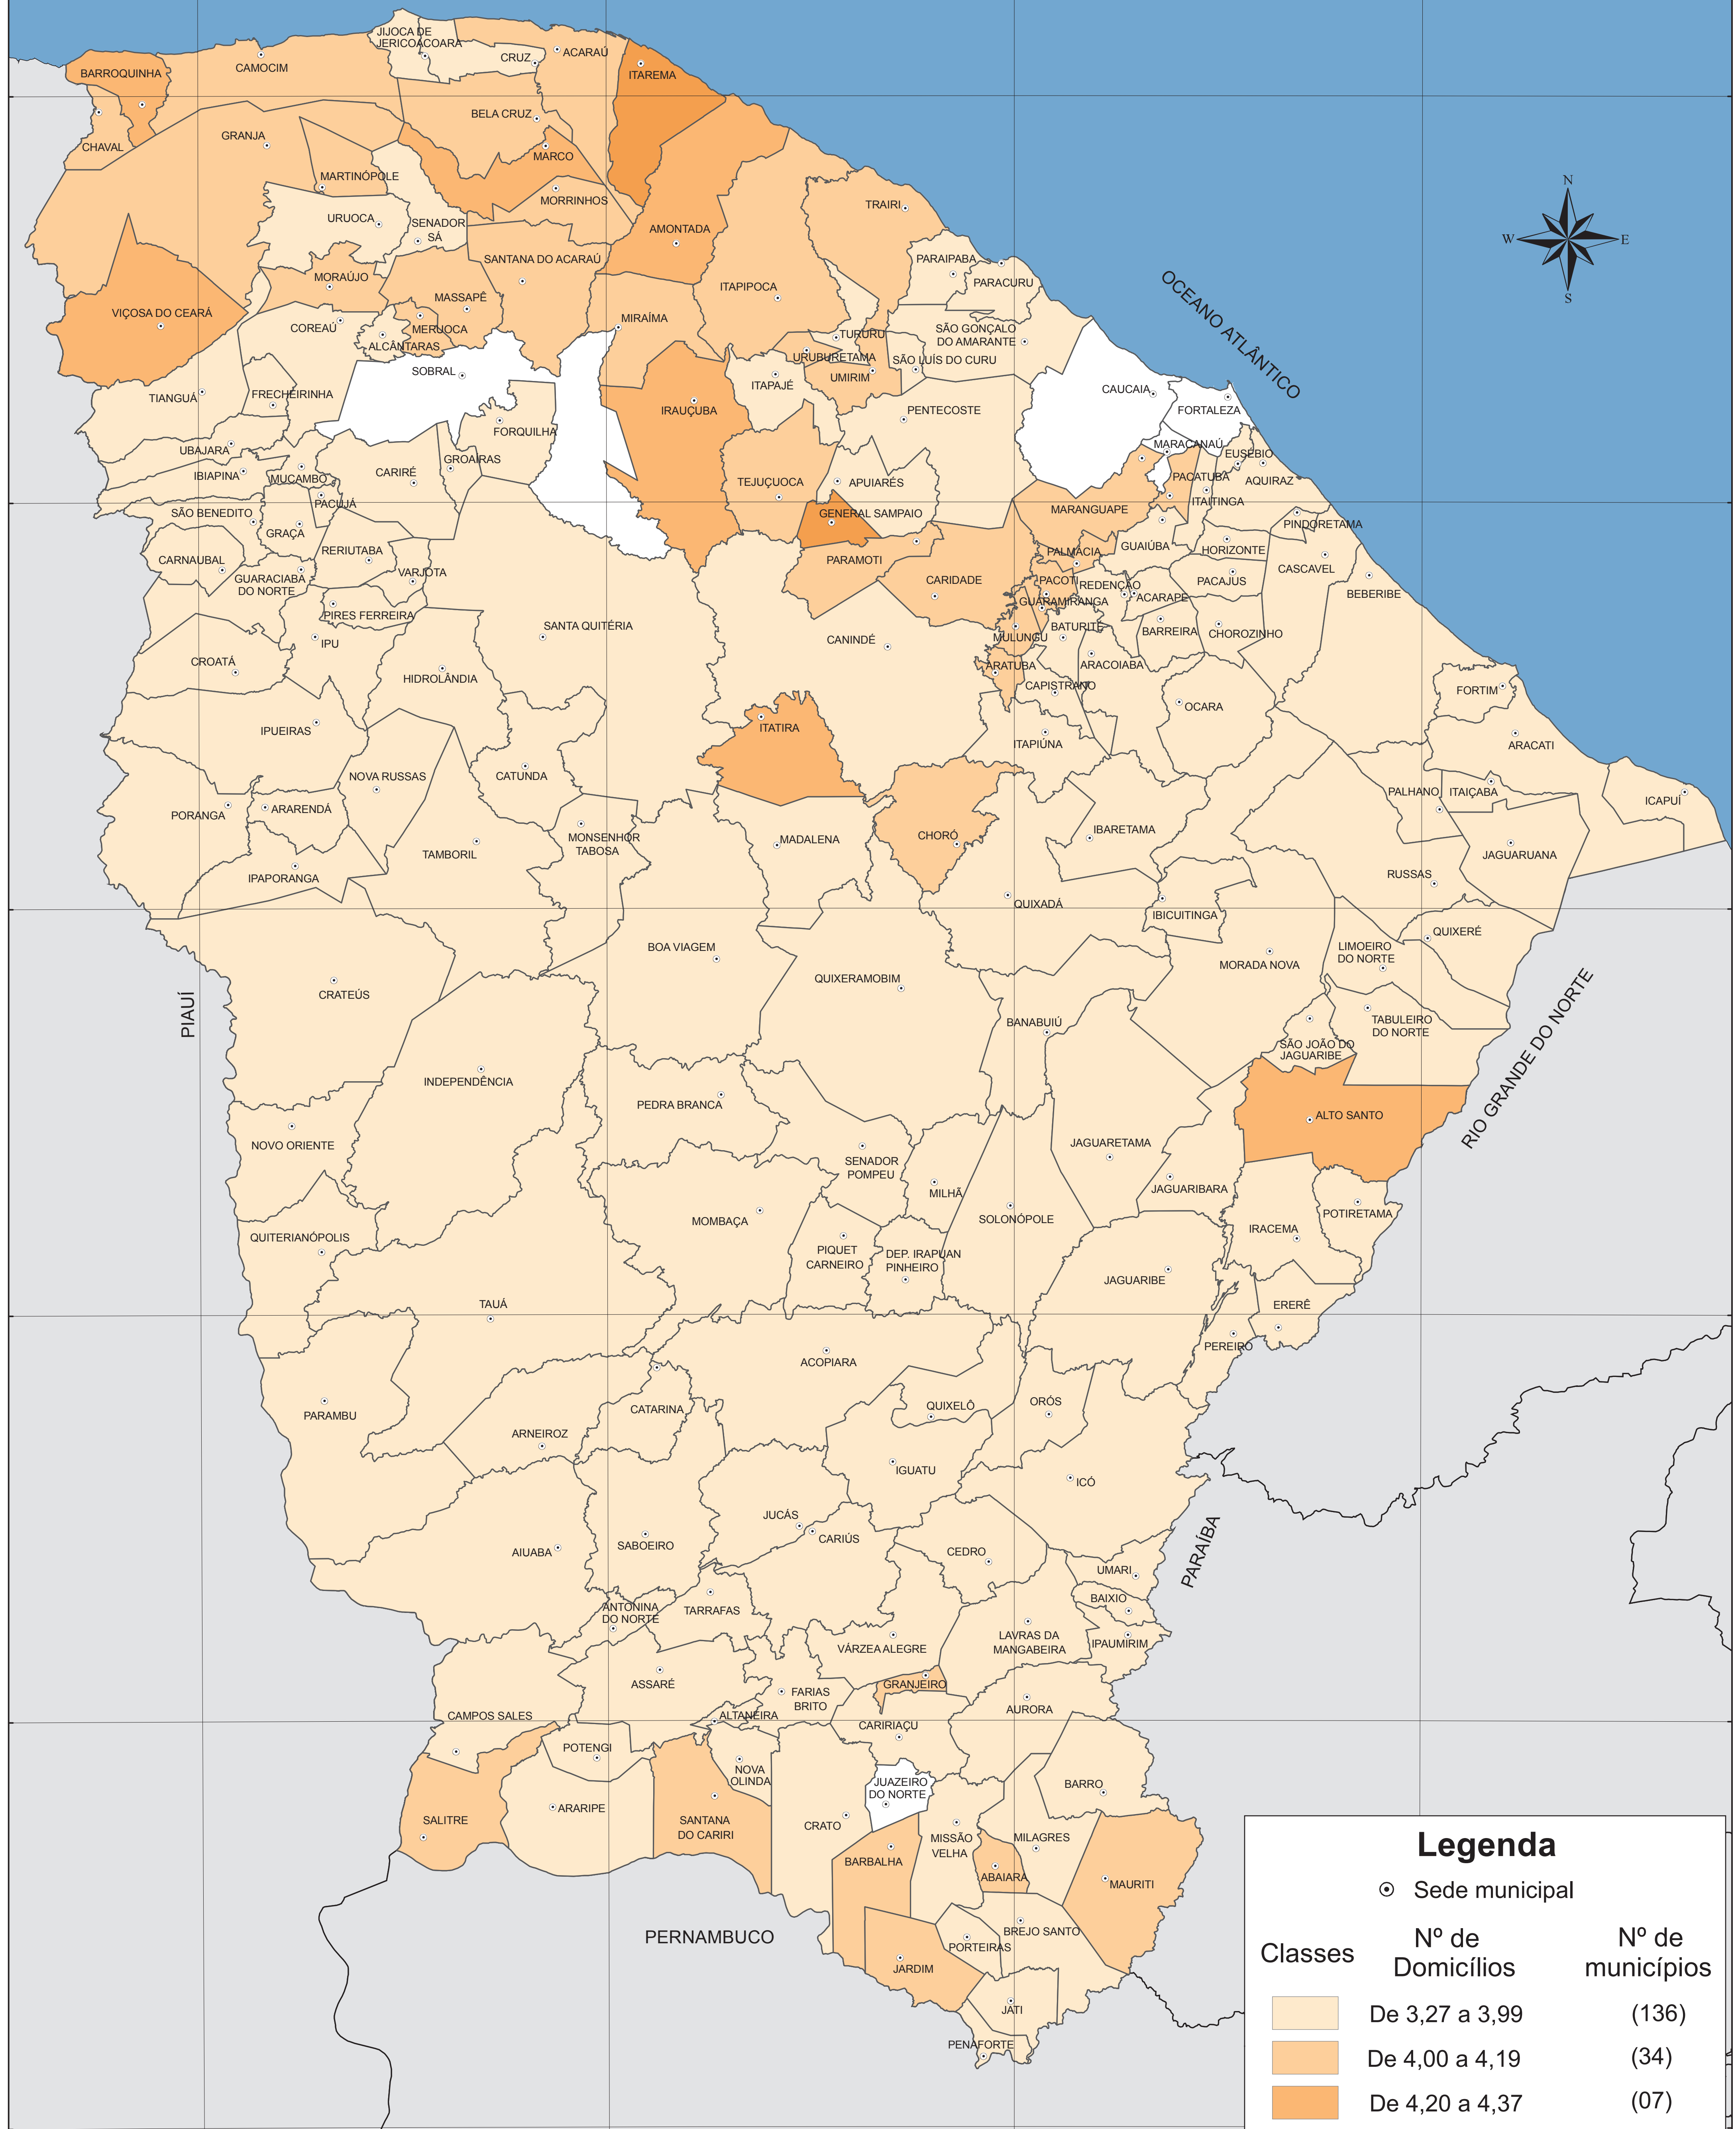 JIJOCA DE
JERICOACOARA
CRUZ
ACARAÚ
ITAREMA
CAMOCIM
BARROQUINHA
BELA CRUZ
GRANJA
CHAVAL
MARCO
MARTINÓPOLE
MORRINHOS
TRAIRI
N
W
E
S
URUOCA
SENADOR
SÁ
AMONTADA
SANTANA DO ACARAÚ
PARAIPABA
PARACURU
MORAÚJO
ITAPIPOCA
MASSAPÊ
OCEANO ATLÂNTICO
VIÇOSA DO CEARÁ
MIRAÍMA
COREAÚ
MERUOCA
ALCÂNTARAS
TURURU
SÃO GONÇALO
DO AMARANTE
URUBURETAMA
SÃO LUÍS DO CURU
SOBRAL
UMIRIM
ITAPAJÉ
CAUCAIA
FORTALEZA
TIANGUÁ
FRECHEIRINHA
IRAUÇUBA
PENTECOSTE
FORQUILHA
MARACANAÚ
UBAJARA
EUSÉBIO
GROAÍRAS
IBIAPINA
MUCAMBO
CARIRÉ
TEJUÇUOCA
APUIARÉS
PACATUBA
AQUIRAZ
PACUJÁ
ITAITINGA
SÃO BENEDITO
GENERAL SAMPAIO
MARANGUAPE
PINDORETAMA
GRAÇA
RERIUTABA
PALMÁCIA
GUAIÚBA
HORIZONTE
CARNAUBAL
PARAMOTI
CASCAVEL
GUARACIABA
DO NORTE
VARJOTA
CARIDADE
PACOTI
REDENÇÃO
PACAJUS
BEBERIBE
ACARAPE
GUARAMIRANGA
PIRES FERREIRA
SANTA QUITÉRIA
BATURITÉ
BARREIRA
CHOROZINHO
IPU
CANINDÉ
MULUNGU
CROATÁ
ARATUBA
ARACOIABA
HIDROLÂNDIA
CAPISTRANO
FORTIM
OCARA
IPUEIRAS
ITATIRA
ITAPIÚNA
ARACATI
NOVA RUSSAS
CATUNDA
PALHANO
ITAIÇABA
ICAPUÍ
PORANGA
ARARENDÁ
IBARETAMA
MONSENHOR
TABOSA
MADALENA
CHORÓ
TAMBORIL
JAGUARUANA
IPAPORANGA
RUSSAS
QUIXADÁ
IBICUITINGA
QUIXERÉ
BOA VIAGEM
LIMOEIRO
DO NORTE
MORADA NOVA
QUIXERAMOBIM
CRATEÚS
PIAUÍ
BANABUIÚ
TABULEIRO
DO NORTE
SÃO JOÃO DO
JAGUARIBE
RIO GRANDE DO NORTE
INDEPENDÊNCIA
PEDRA BRANCA
ALTO SANTO
NOVO ORIENTE
JAGUARETAMA
SENADOR
POMPEU
MILHÃ
JAGUARIBARA
MOMBAÇA
SOLONÓPOLE
POTIRETAMA
IRACEMA
QUITERIANÓPOLIS
PIQUET
CARNEIRO
DEP. IRAPUAN
PINHEIRO
JAGUARIBE
TAUÁ
ERERÊ
PEREIRO
ACOPIARA
PARAMBU
CATARINA
QUIXELÔ
ORÓS
ARNEIROZ
IGUATU
ICÓ
JUCÁS
CARIÚS
SABOEIRO
AIUABA
CEDRO
PARAÍBA
UMARI
BAIXIO
ANTONINA
DO NORTE
TARRAFAS
VÁRZEA ALEGRE
LAVRAS DA
MANGABEIRA
IPAUMIRIM
ASSARÉ
GRANJEIRO
FARIAS
BRITO
AURORA
CAMPOS SALES
ALTANEIRA
CARIRIAÇU
POTENGI
NOVA
OLINDA
JUAZEIRO
DO NORTE
BARRO
ARARIPE
SALITRE
SANTANA
DO CARIRI
CRATO
MISSÃO
VELHA
MILAGRES
BARBALHA
ABAIARA
MAURITI
PERNAMBUCO
BREJO SANTO
PORTEIRAS
JARDIM
JATI
PENAFORTE
Legenda
Sede municipal
Classes
Nº de
Domicílios
Nº de
municípios
De 3,27 a 3,99 (136)
De 4,00 a 4,19 (34)
De 4,20 a 4,37 (07)